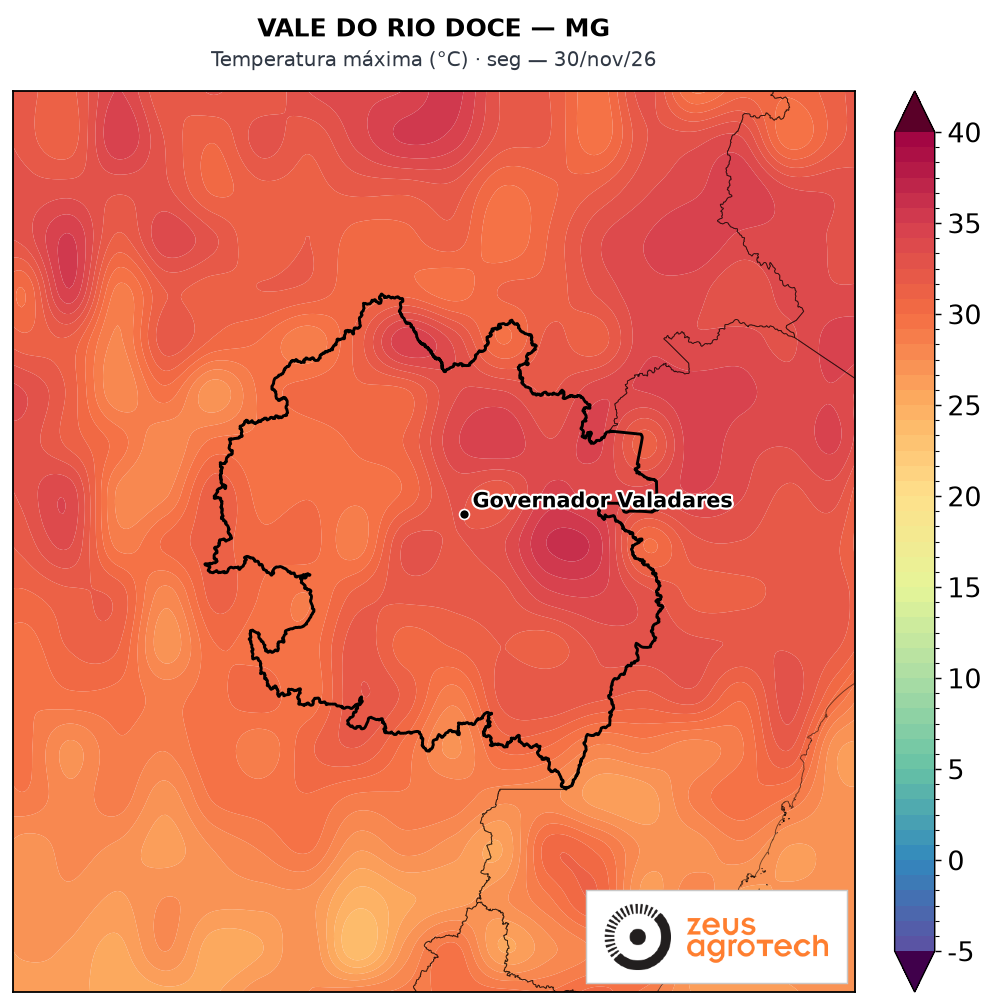 VALE DO RIO DOCE — MG
Temperatura máxima (°C) · seg — 30/nov/26
40
35
30
25
20
15
10
5
0
-5
Governador Valadares
zeus
agrotech